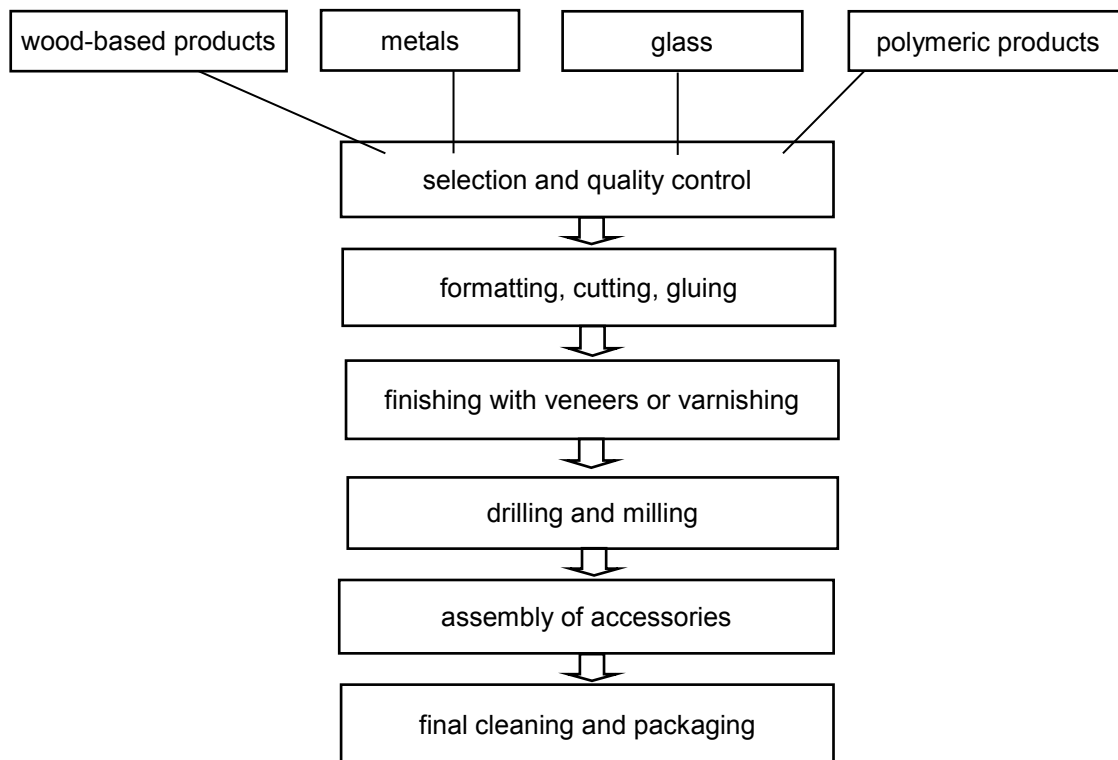 wood-based products
metals
glass
polymeric products
selection and quality control
formatting, cutting, gluing
finishing with veneers or varnishing
drilling and milling
assembly of accessories
final cleaning and packaging